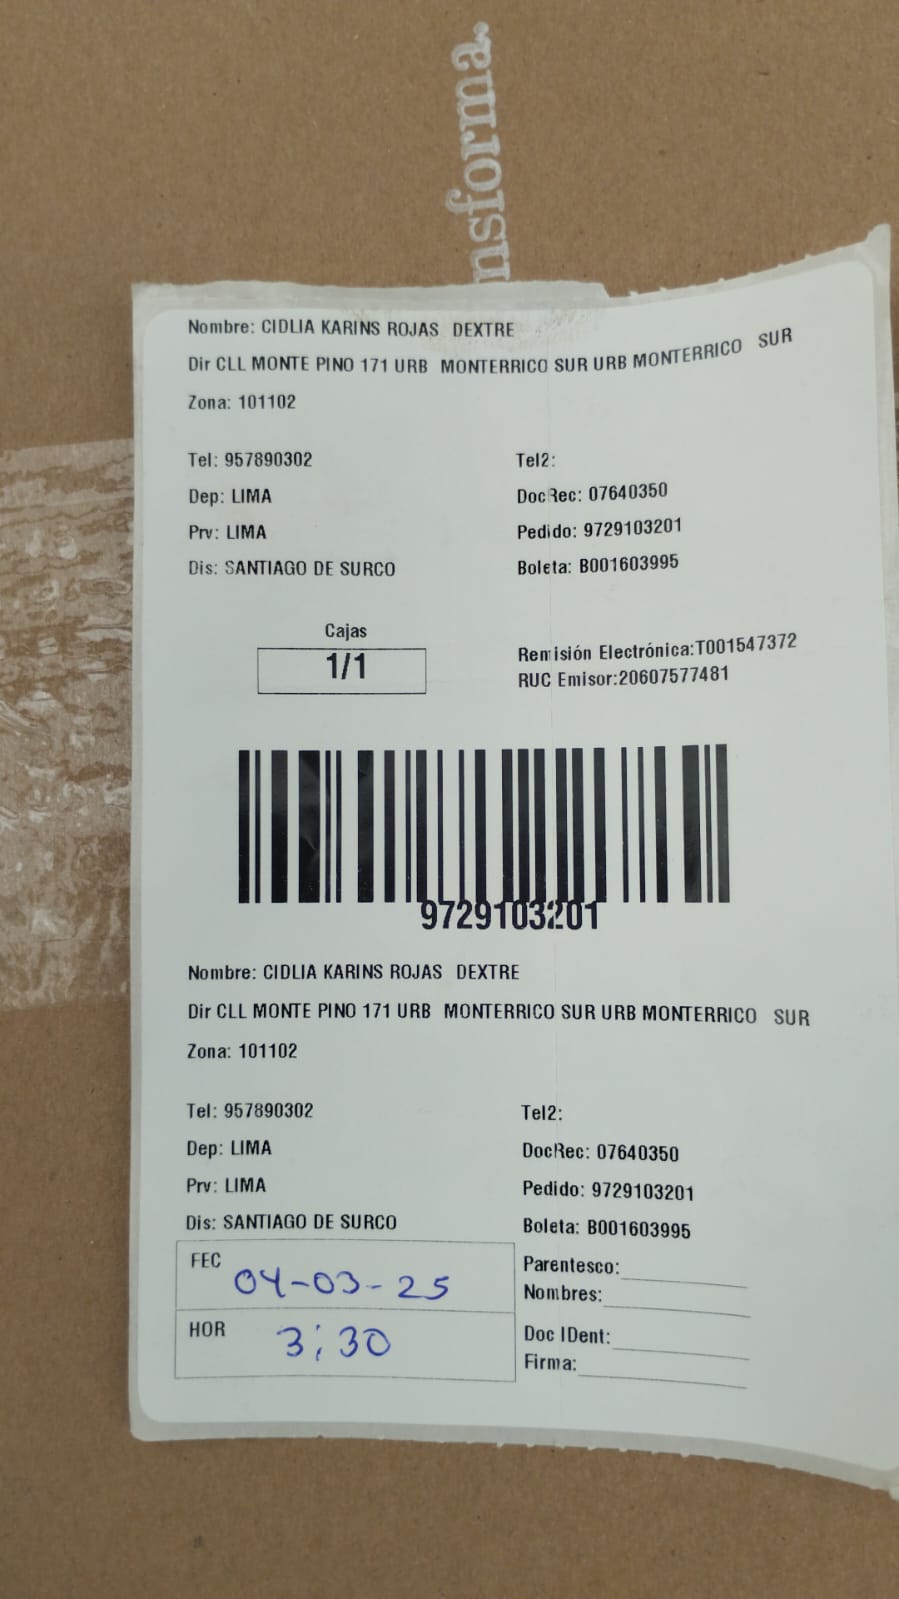 nsforma.
Nombre: CIDLIA KARINS ROJAS DEXTRE
Dir CLL MONTE PINO 171 URB MONTERRICO SUR URB MONTERRICO SUR
Zona: 101102
Tel: 957890302 Tel2:
Dep: LIMA DocRec: 07640350
Prv: LIMA Pedido: 9729103201
Dis: SANTIAGO DE SURCO Boleta: B001603995
Cajas
1/1
Remisión Electrónica:T001547372
RUC Emisor:20607577481
9729103201
Nombre: CIDLIA KARINS ROJAS DEXTRE
Dir CLL MONTE PINO 171 URB MONTERRICO SUR URB MONTERRICO SUR
Zona: 101102
Tel: 957890302 Tel2:
Dep: LIMA DocRec: 07640350
Prv: LIMA Pedido: 9729103201
Dis: SANTIAGO DE SURCO Boleta: B001603995
FEC 04-03-25
HOR 3:30
Parentesco:
Nombres:
Doc IDent:
Firma: